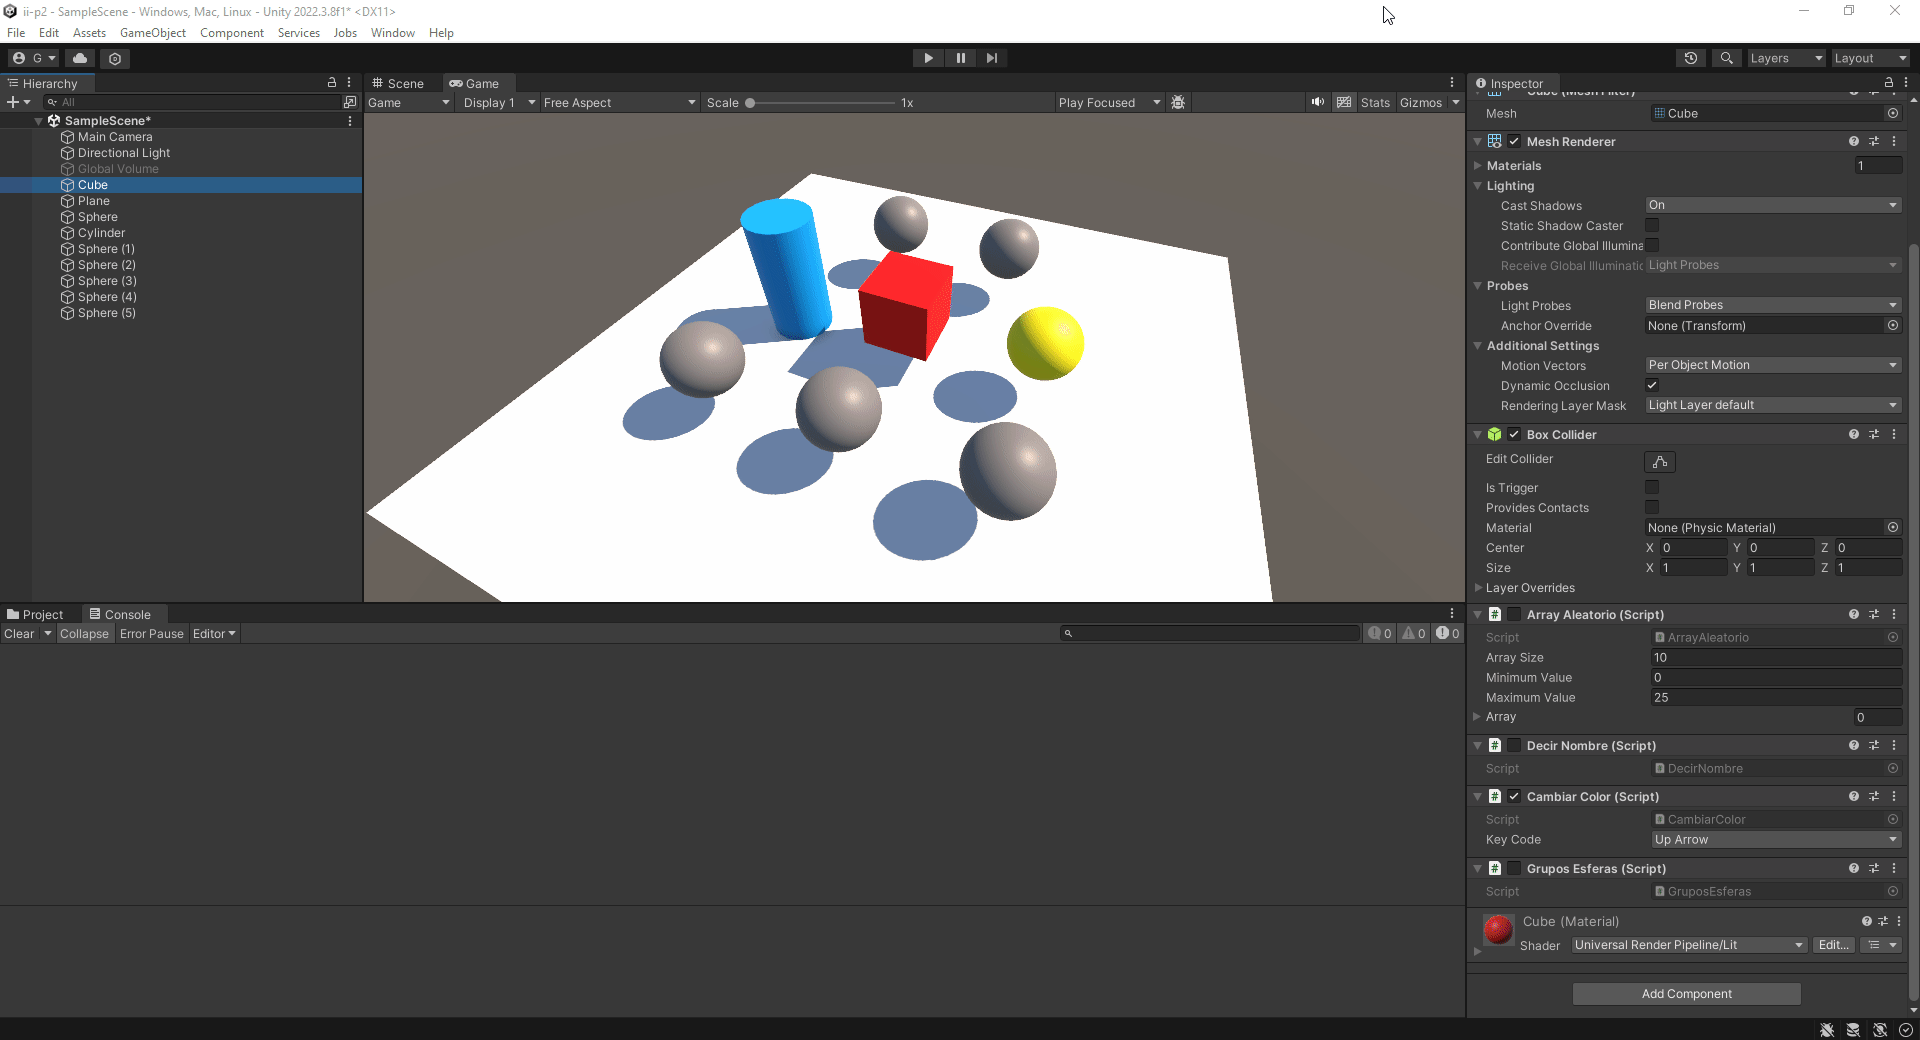 ii-p2 - SampleScene - Windows, Mac, Linux - Unity 2022.3.8f1* <DX11>
File Edit Assets GameObject Component Services Jobs Window Help
G Layers Layout
Hierarchy
All
SampleScene*
Main Camera
Directional Light
Global Volume
Cube
Plane
Sphere
Cylinder
Sphere (1)
Sphere (2)
Sphere (3)
Sphere (4)
Sphere (5)
Scene Game
Game Display 1 Free Aspect Scale 1x Play Focused Stats Gizmos
Project Console
Clear Collapse Error Pause Editor 0 0 0
Inspector
Cube (Mesh Filter)
Mesh Cube
Mesh Renderer
Materials 1
Lighting
Cast Shadows On
Static Shadow Caster
Contribute Global Illumina
Receive Global Illuminatic Light Probes
Probes
Light Probes Blend Probes
Anchor Override None (Transform)
Additional Settings
Motion Vectors Per Object Motion
Dynamic Occlusion
Rendering Layer Mask Light Layer default
Box Collider
Edit Collider
Is Trigger
Provides Contacts
Material None (Physic Material)
Center X 0 Y 0 Z 0
Size X 1 Y 1 Z 1
Layer Overrides
# Array Aleatorio (Script)
Script ArrayAleatorio
Array Size 10
Minimum Value 0
Maximum Value 25
Array 0
# Decir Nombre (Script)
Script DecirNombre
# Cambiar Color (Script)
Script CambiarColor
Key Code Up Arrow
# Grupos Esferas (Script)
Script GruposEsferas
Cube (Material)
Shader Universal Render Pipeline/Lit Edit...
Add Component